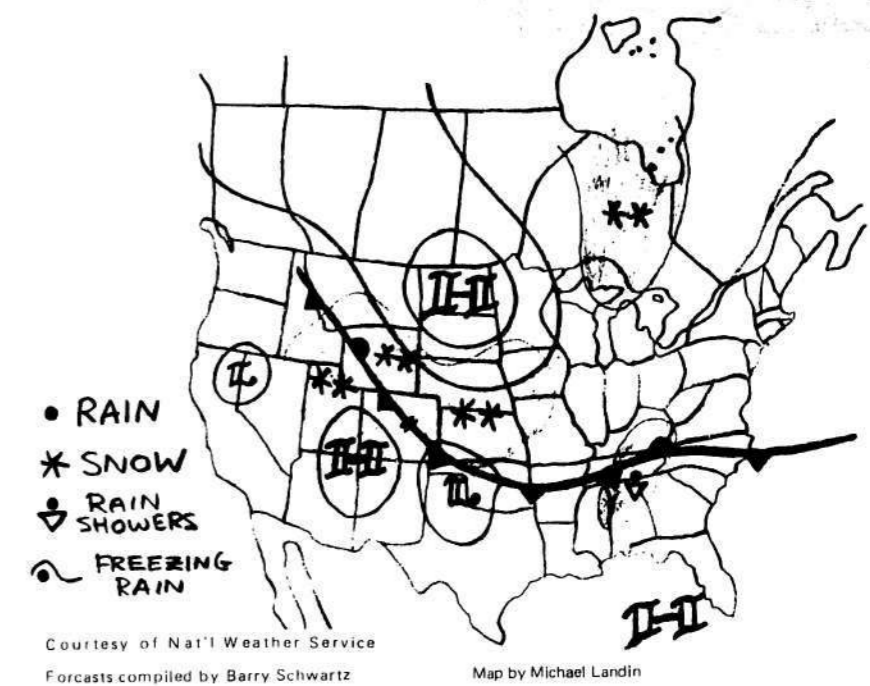 H
L
H
L
H
RAIN
SNOW
RAIN
SHOWERS
FREEZING
RAIN
Courtesy of Nat'l Weather Service
Forcasts compiled by Barry Schwartz
Map by Michael Landin